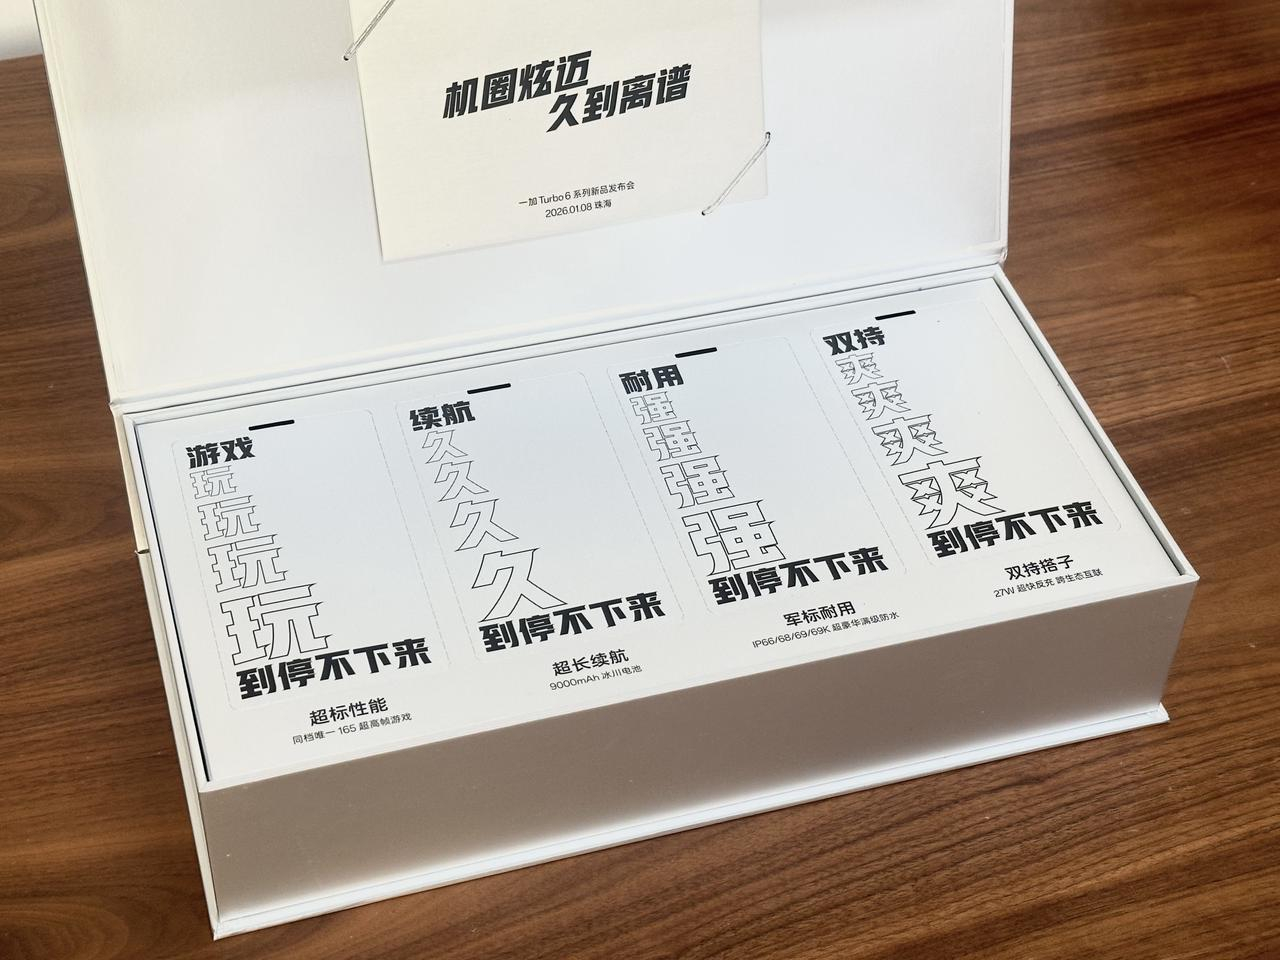 机圈炫迈
久到离谱
一加 Turbo 6 系列新品发布会
2026.01.08 珠海
游戏
玩
玩
玩
玩
到停不下来
超标性能
同档唯一 165 超高帧游戏
续航
久
久
久
久
到停不下来
超长续航
9000mAh 冰川电池
耐用
强
强
强
强
到停不下来
军标耐用
IP66/68/69/69K 超豪华满级防水
双持
爽
爽
爽
爽
到停不下来
双持搭子
27W 超快反充 跨生态互联